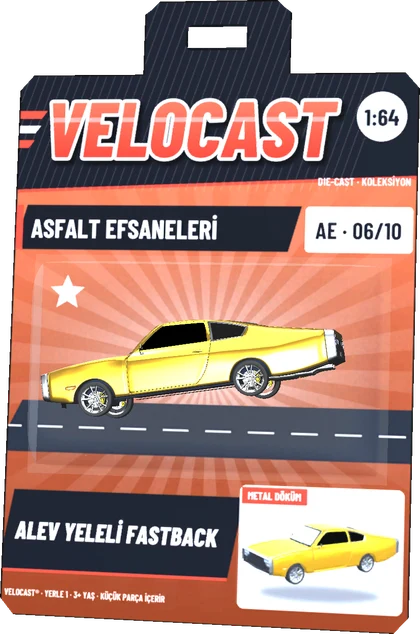 VELOCAST
1:64
DIE-CAST · KOLEKSİYON
ASFALT EFSANELERİ
AE · 06/10
METAL DÖKÜM
ALEV YELELİ FASTBACK
VELOCAST® · YERLE 1 · 3+ YAŞ · KÜÇÜK PARÇA İÇERİR